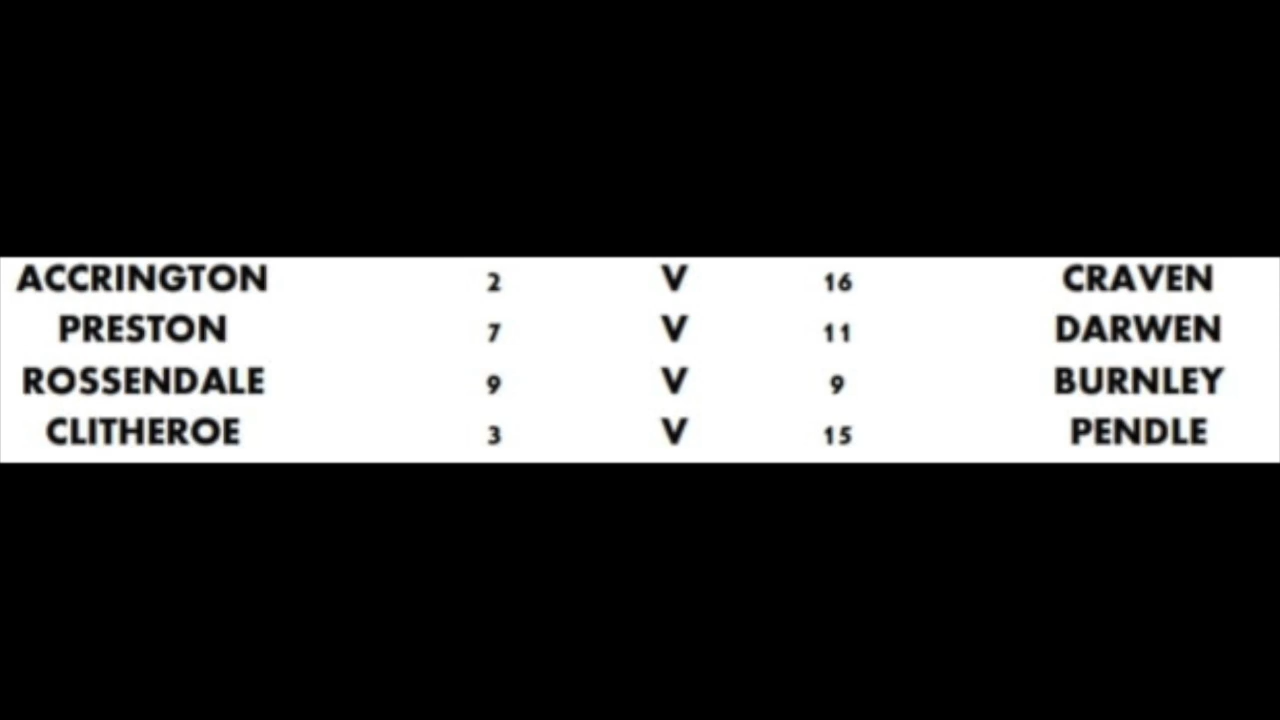 ACCRINGTON 2 V 16 CRAVEN
PRESTON 7 V 11 DARWEN
ROSSENDALE 9 V 9 BURNLEY
CLITHEROE 3 V 15 PENDLE